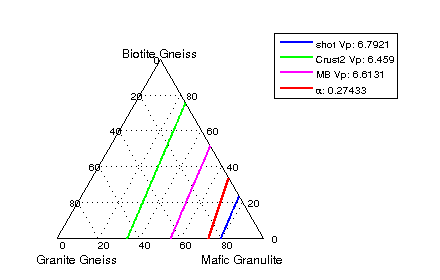 Biotite Gneiss
shot Vp: 6.7921
Crust2 Vp: 6.459
MB Vp: 6.6131
α: 0.27433
0
20 80
40 60
60 40
80 20
0
0 20 40 60 80
Granite Gneiss Mafic Granulite